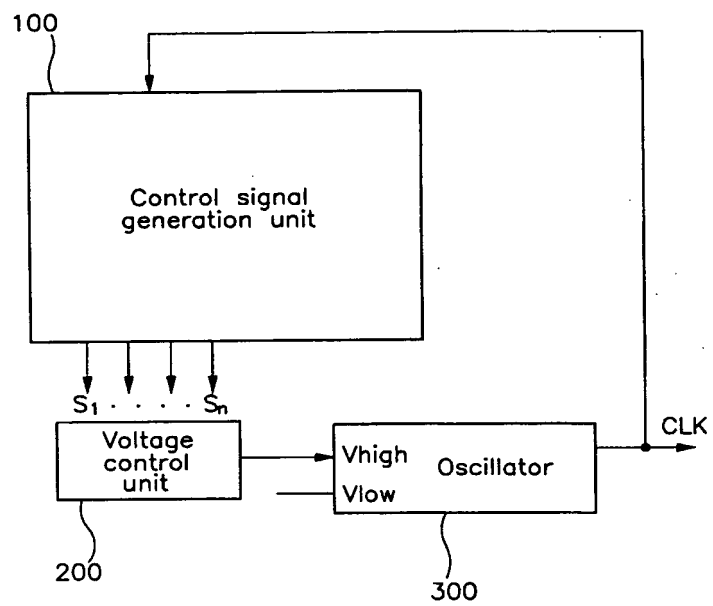 100
Control signal
generation unit
S1 . . . . Sn
Voltage
control
unit
Vhigh
Vlow
Oscillator
CLK
200
300